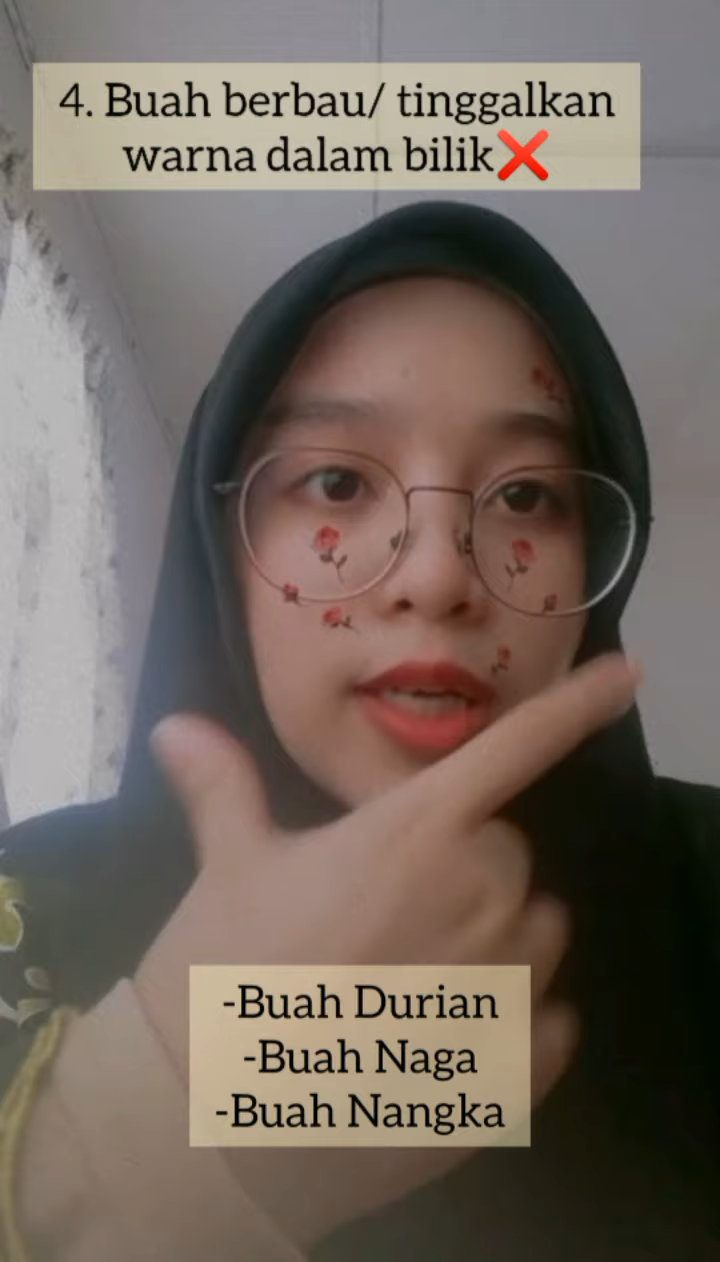 4. Buah berbau/ tinggalkan
warna dalam bilik❌
-Buah Durian
-Buah Naga
-Buah Nangka